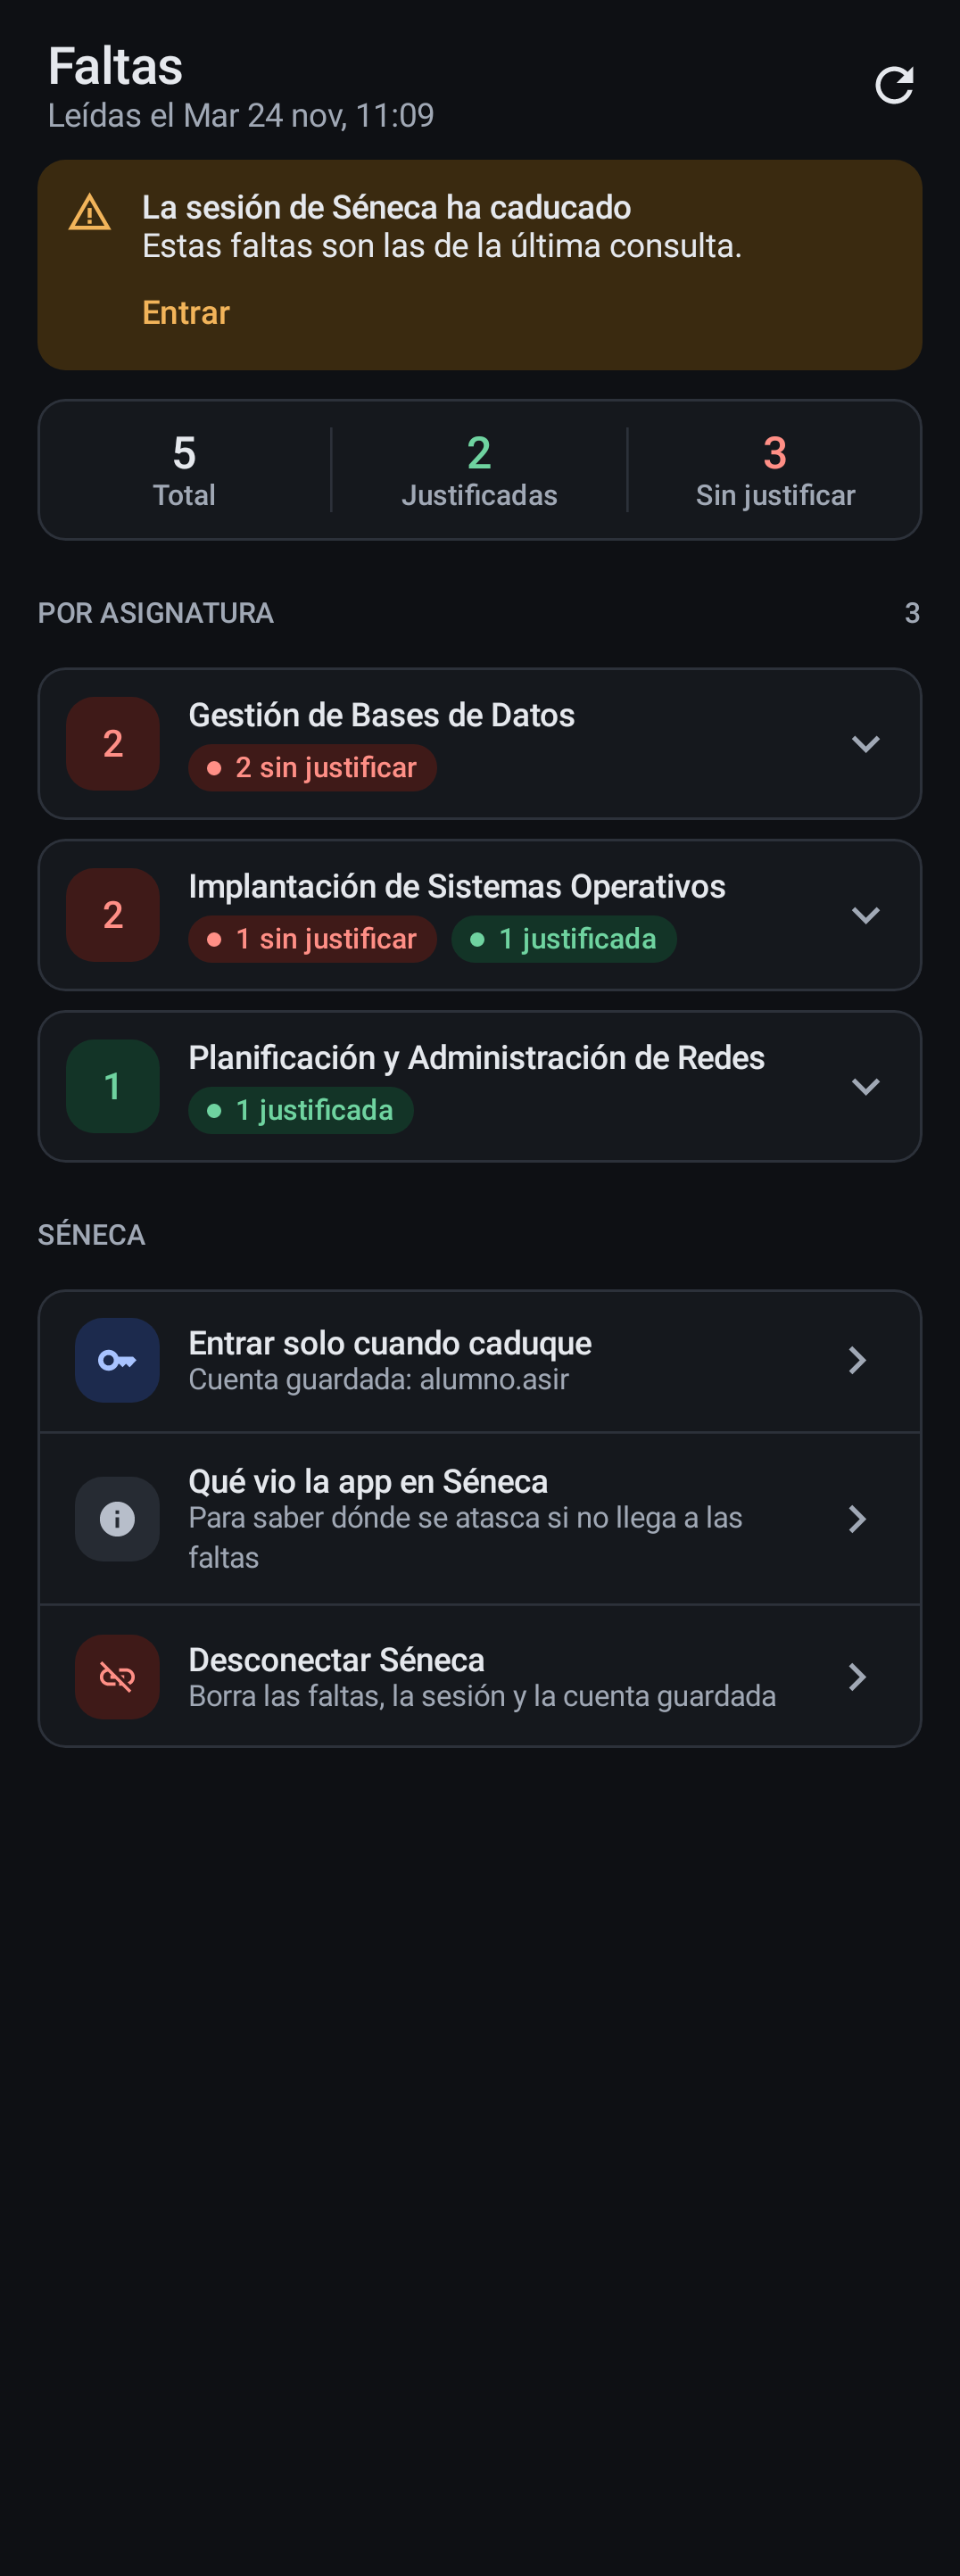 Faltas
Leídas el Mar 24 nov, 11:09
La sesión de Séneca ha caducado
Estas faltas son las de la última consulta.
Entrar
5
Total
2
Justificadas
3
Sin justificar
POR ASIGNATURA 3
2
Gestión de Bases de Datos
2 sin justificar
2
Implantación de Sistemas Operativos
1 sin justificar 1 justificada
1
Planificación y Administración de Redes
1 justificada
SÉNECA
Entrar solo cuando caduque
Cuenta guardada: alumno.asir
Qué vio la app en Séneca
Para saber dónde se atasca si no llega a las
faltas
Desconectar Séneca
Borra las faltas, la sesión y la cuenta guardada